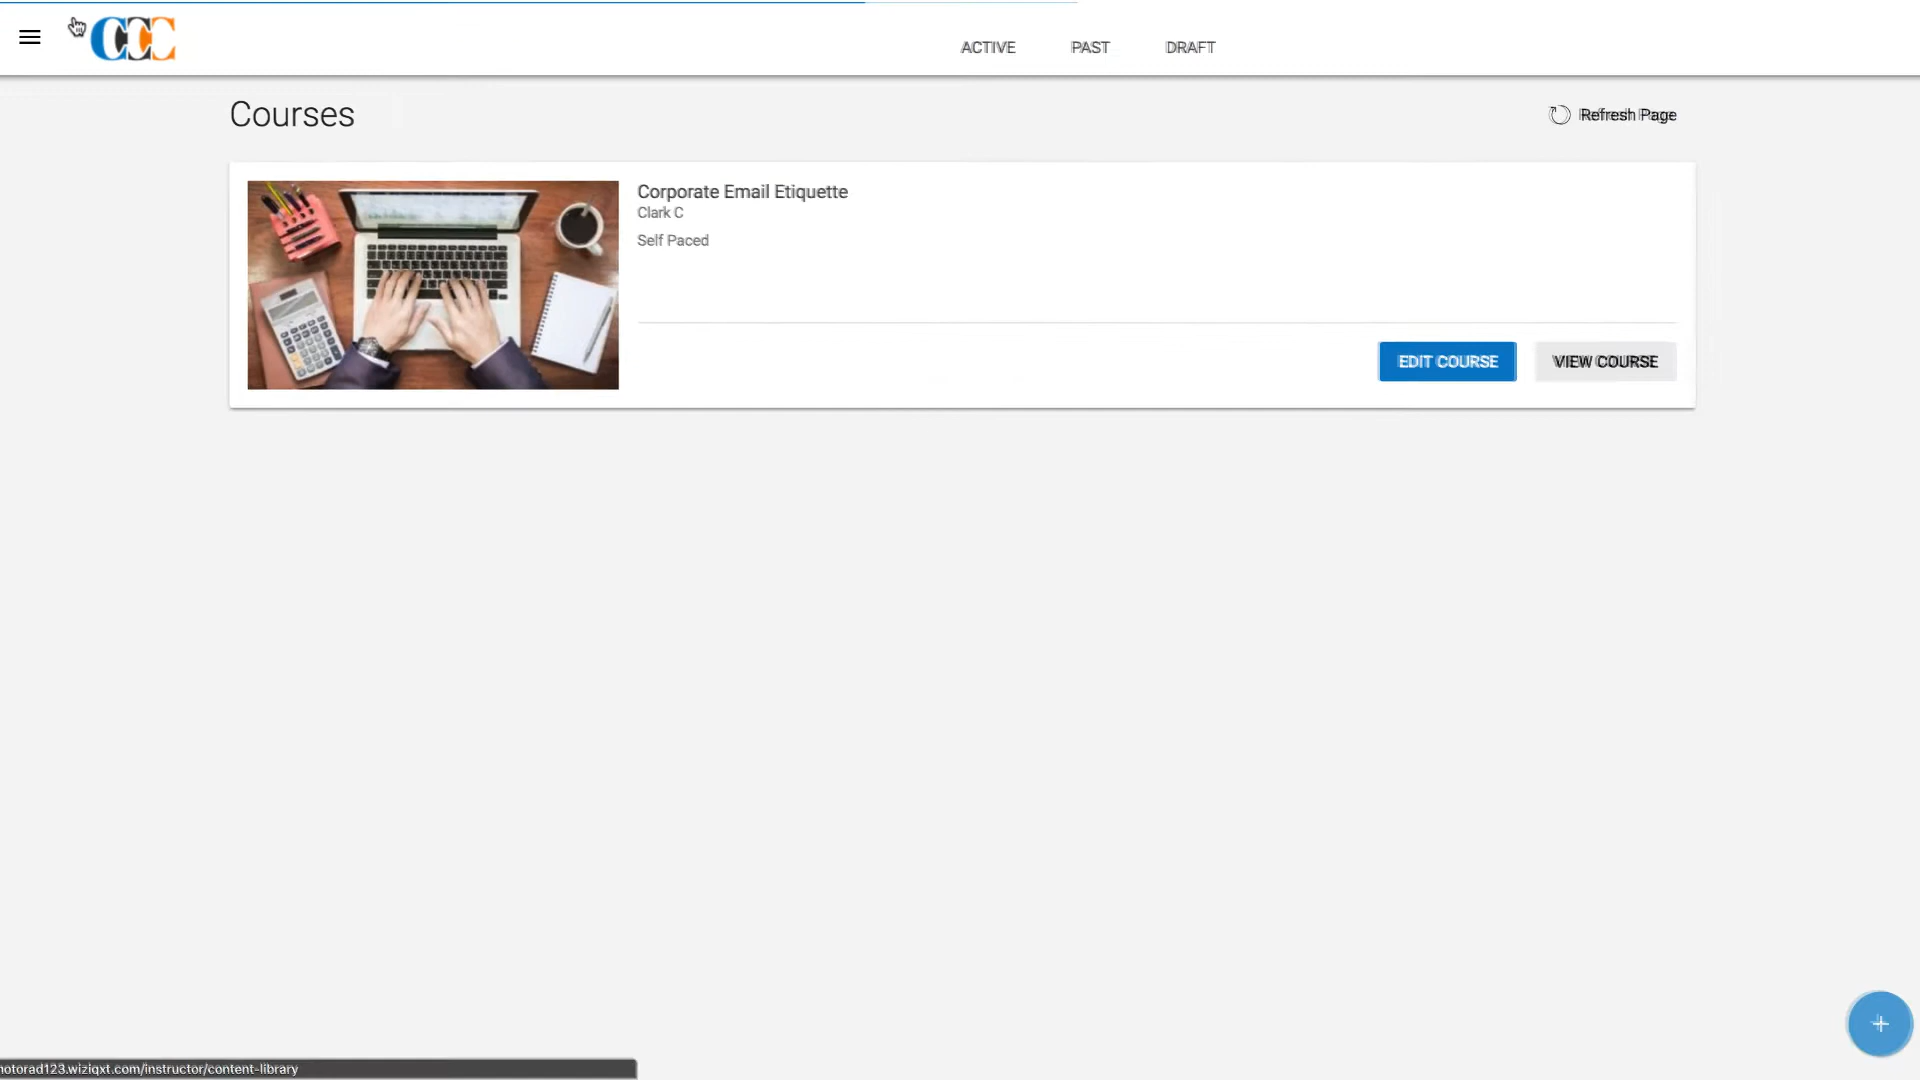 CCC
ACTIVE PAST DRAFT
Courses
Refresh Page
Corporate Email Etiquette
Clark C
Self Paced
EDIT COURSE VIEW COURSE
notorad123.wiziqxt.com/instructor/content-library